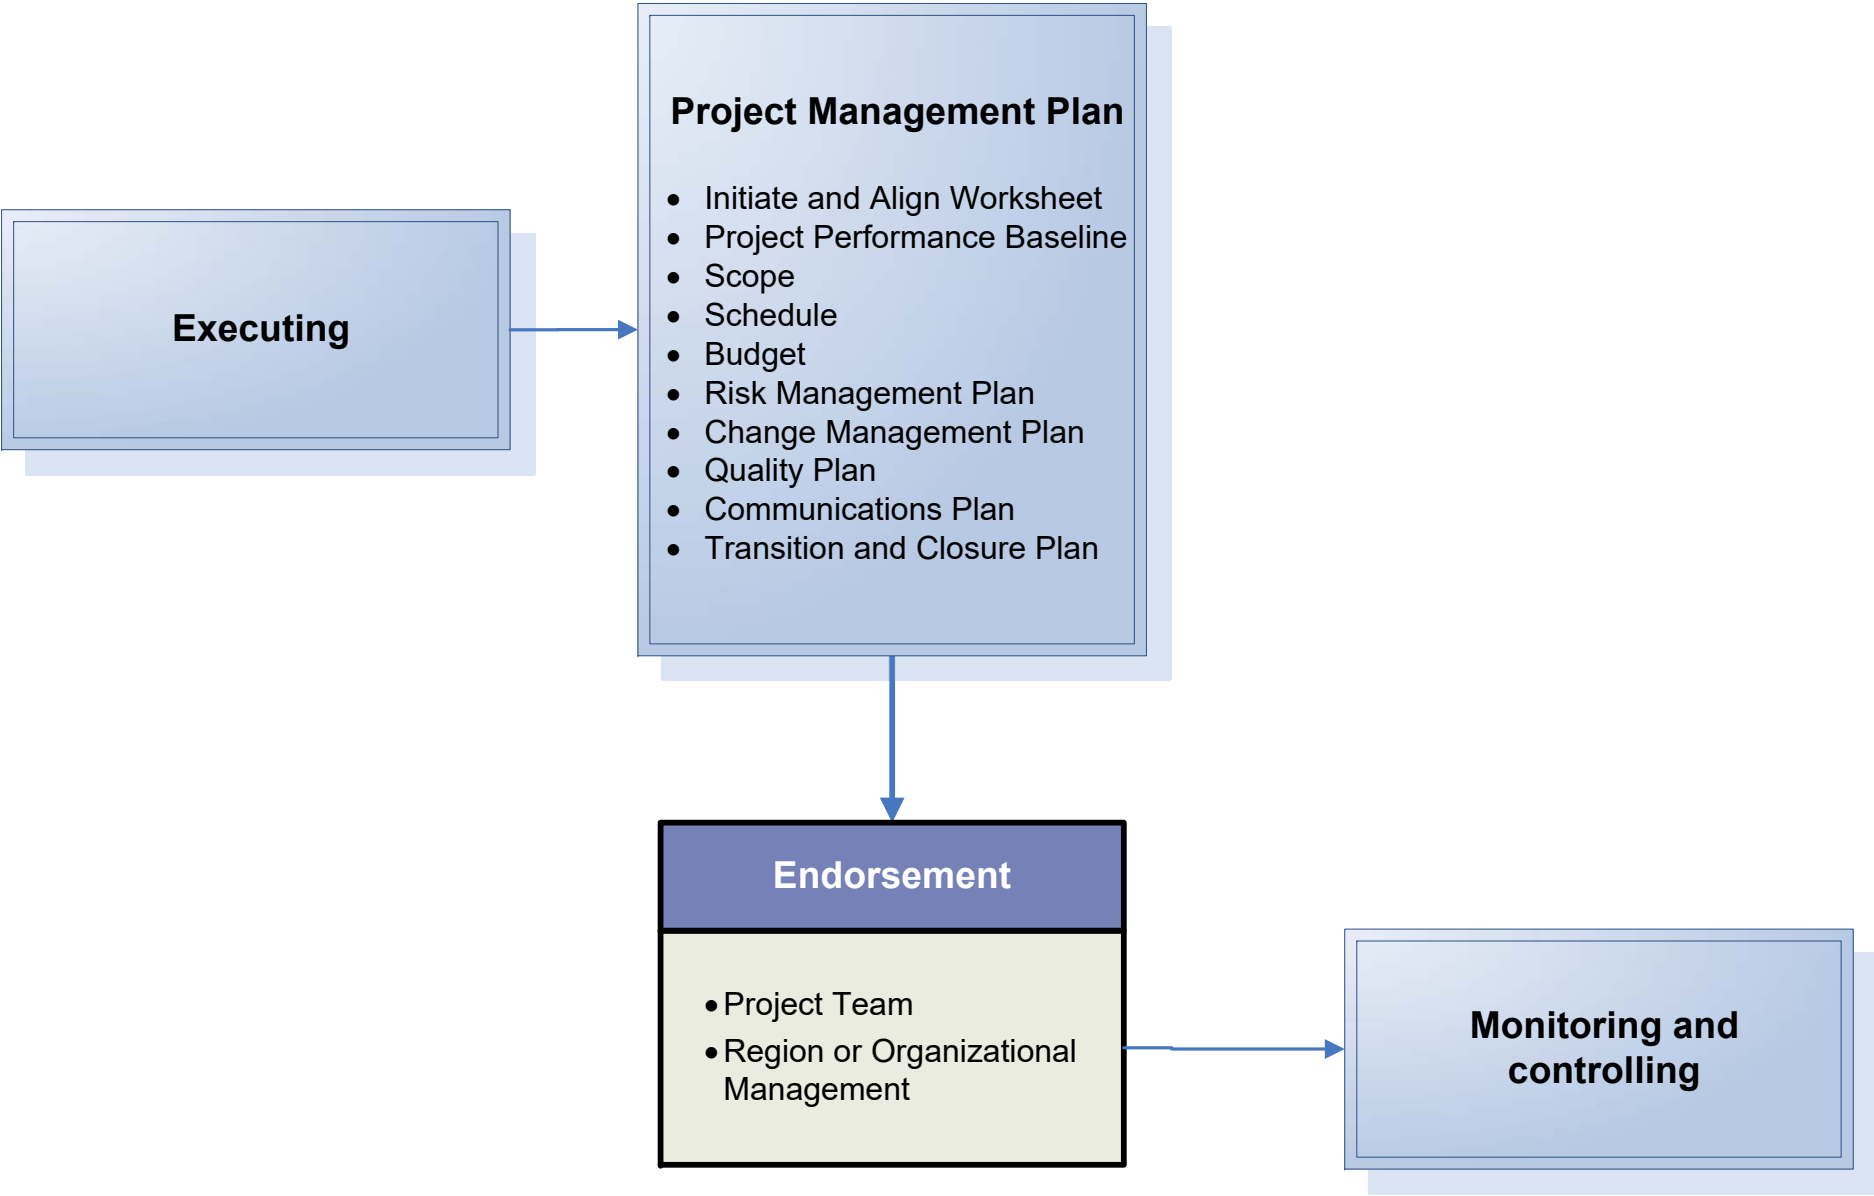 Project Management Plan
• Initiate and Align Worksheet
• Project Performance Baseline
• Scope
• Schedule
• Budget
• Risk Management Plan
• Change Management Plan
• Quality Plan
• Communications Plan
• Transition and Closure Plan
Executing
Endorsement
• Project Team
• Region or Organizational
Management
Monitoring and
controlling